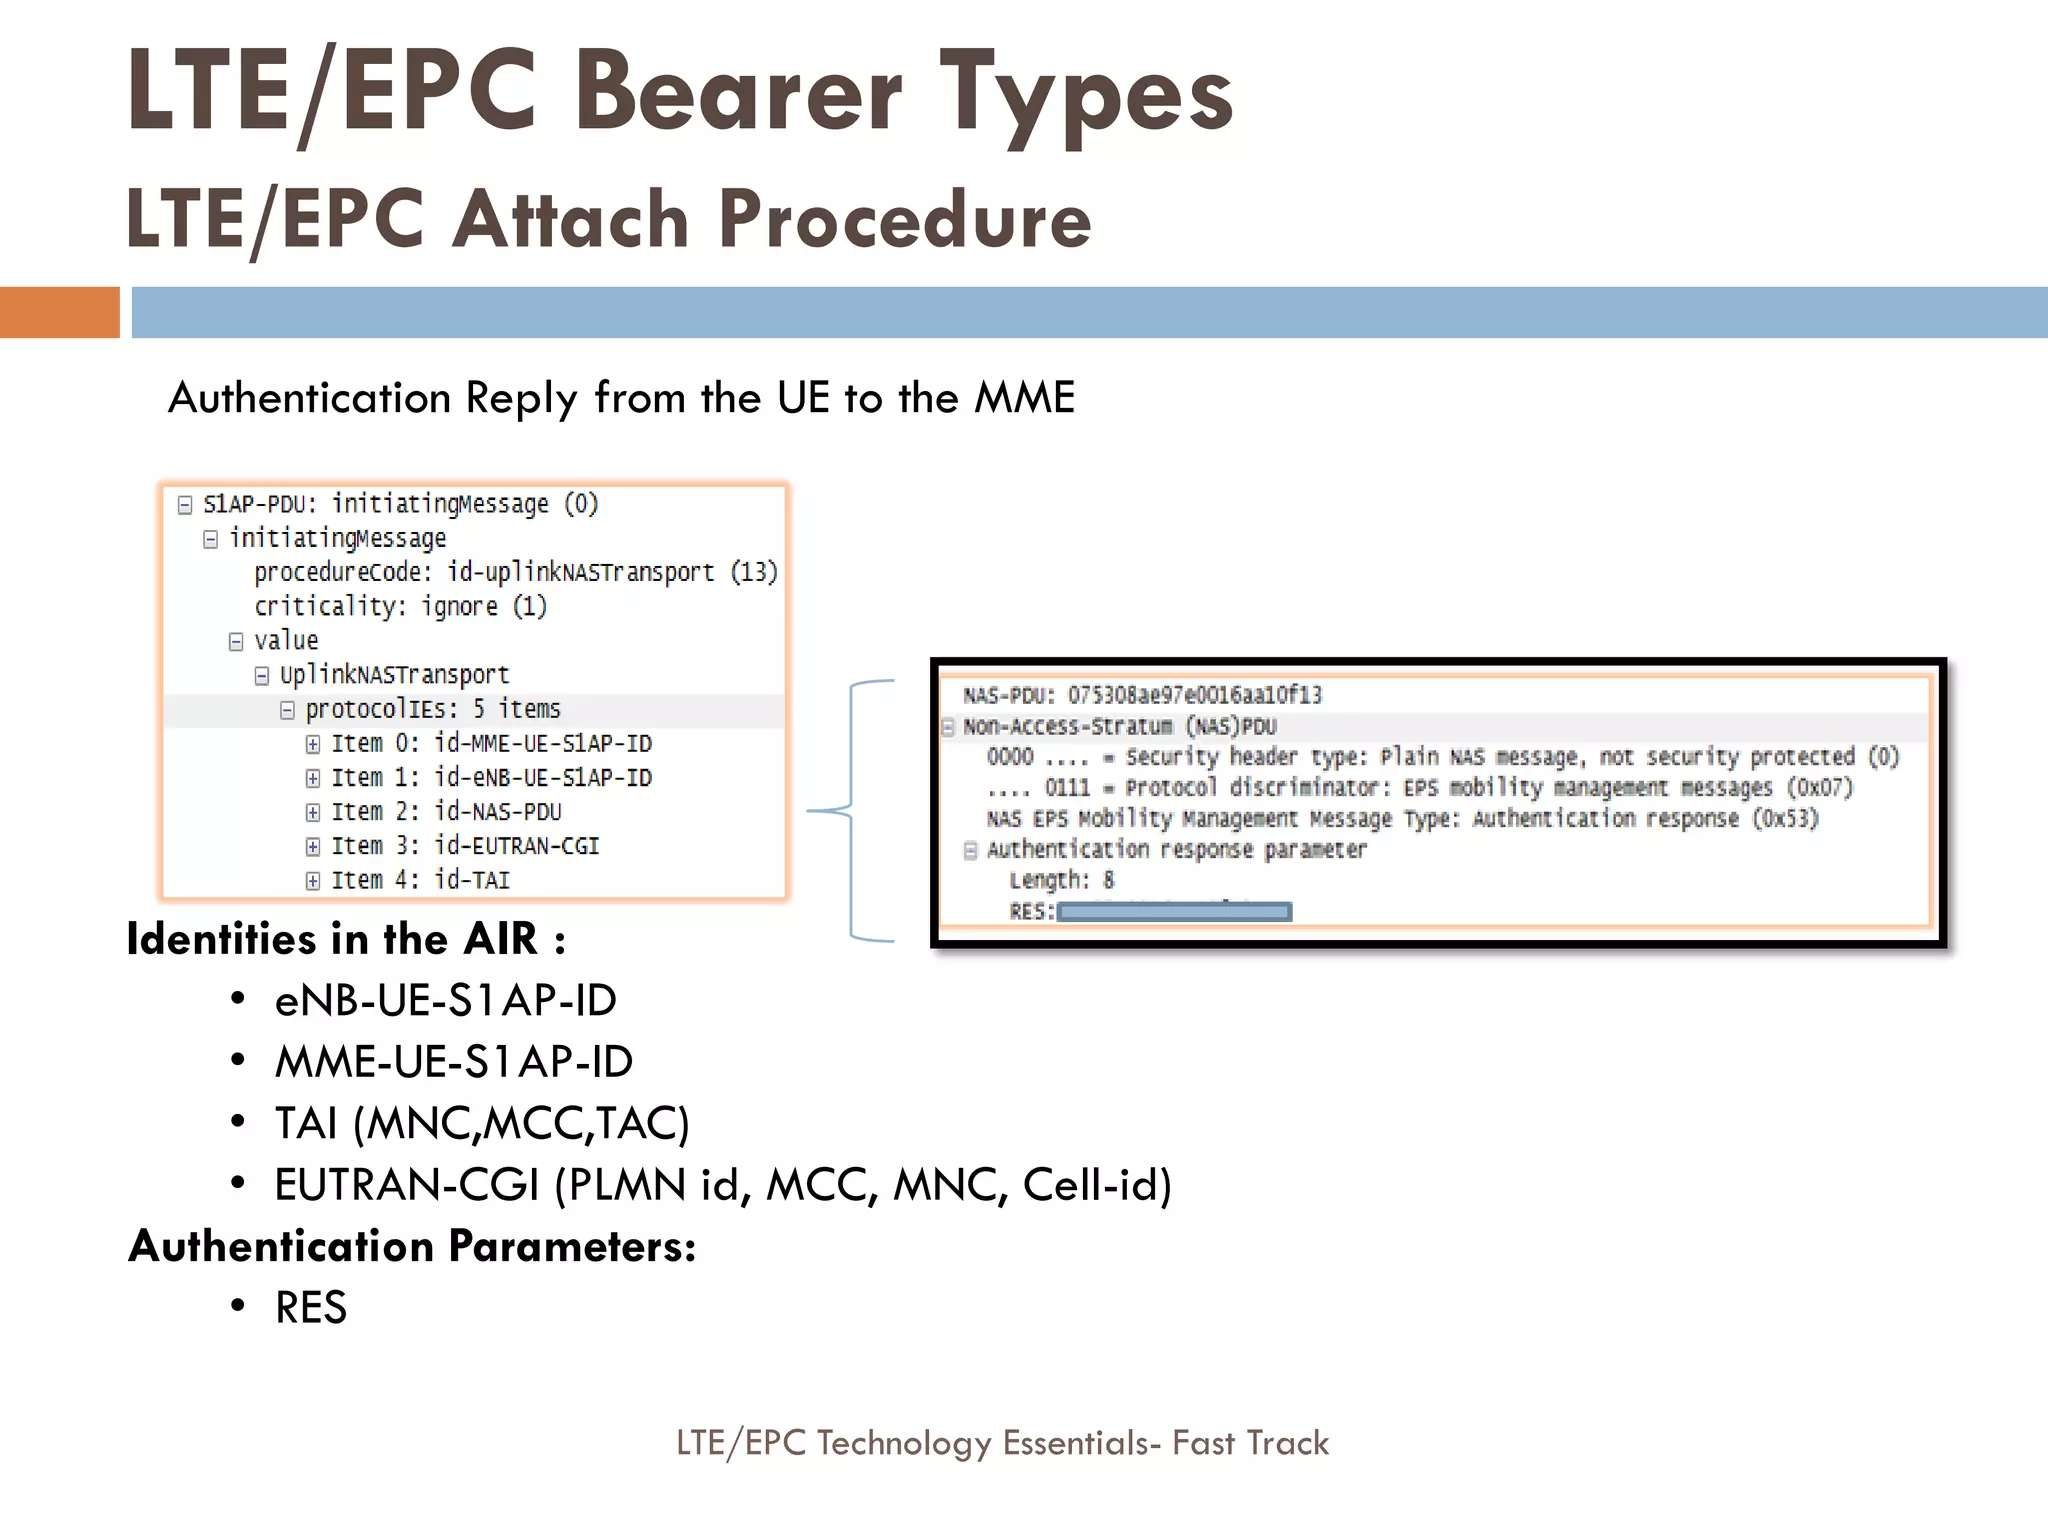 LTE/EPC Bearer Types
LTE/EPC Attach Procedure
Authentication Reply from the UE to the MME
S1AP-PDU: initiatingMessage (0)
initiatingMessage
procedureCode: id-uplinkNASTransport (13)
criticality: ignore (1)
value
UplinkNASTransport
protocolIEs: 5 items
Item 0: id-MME-UE-S1AP-ID
Item 1: id-eNB-UE-S1AP-ID
Item 2: id-NAS-PDU
Item 3: id-EUTRAN-CGI
Item 4: id-TAI
NAS-PDU: 075308ae97e0016aa10f13
Non-Access-Stratum (NAS)PDU
0000 .... = Security header type: Plain NAS message, not security protected (0)
.... 0111 = Protocol discriminator: EPS mobility management messages (0x07)
NAS EPS Mobility Management Message Type: Authentication response (0x53)
Authentication response parameter
Length: 8
RES:
Identities in the AIR :
• eNB-UE-S1AP-ID
• MME-UE-S1AP-ID
• TAI (MNC,MCC,TAC)
• EUTRAN-CGI (PLMN id, MCC, MNC, Cell-id)
Authentication Parameters:
• RES
LTE/EPC Technology Essentials- Fast Track